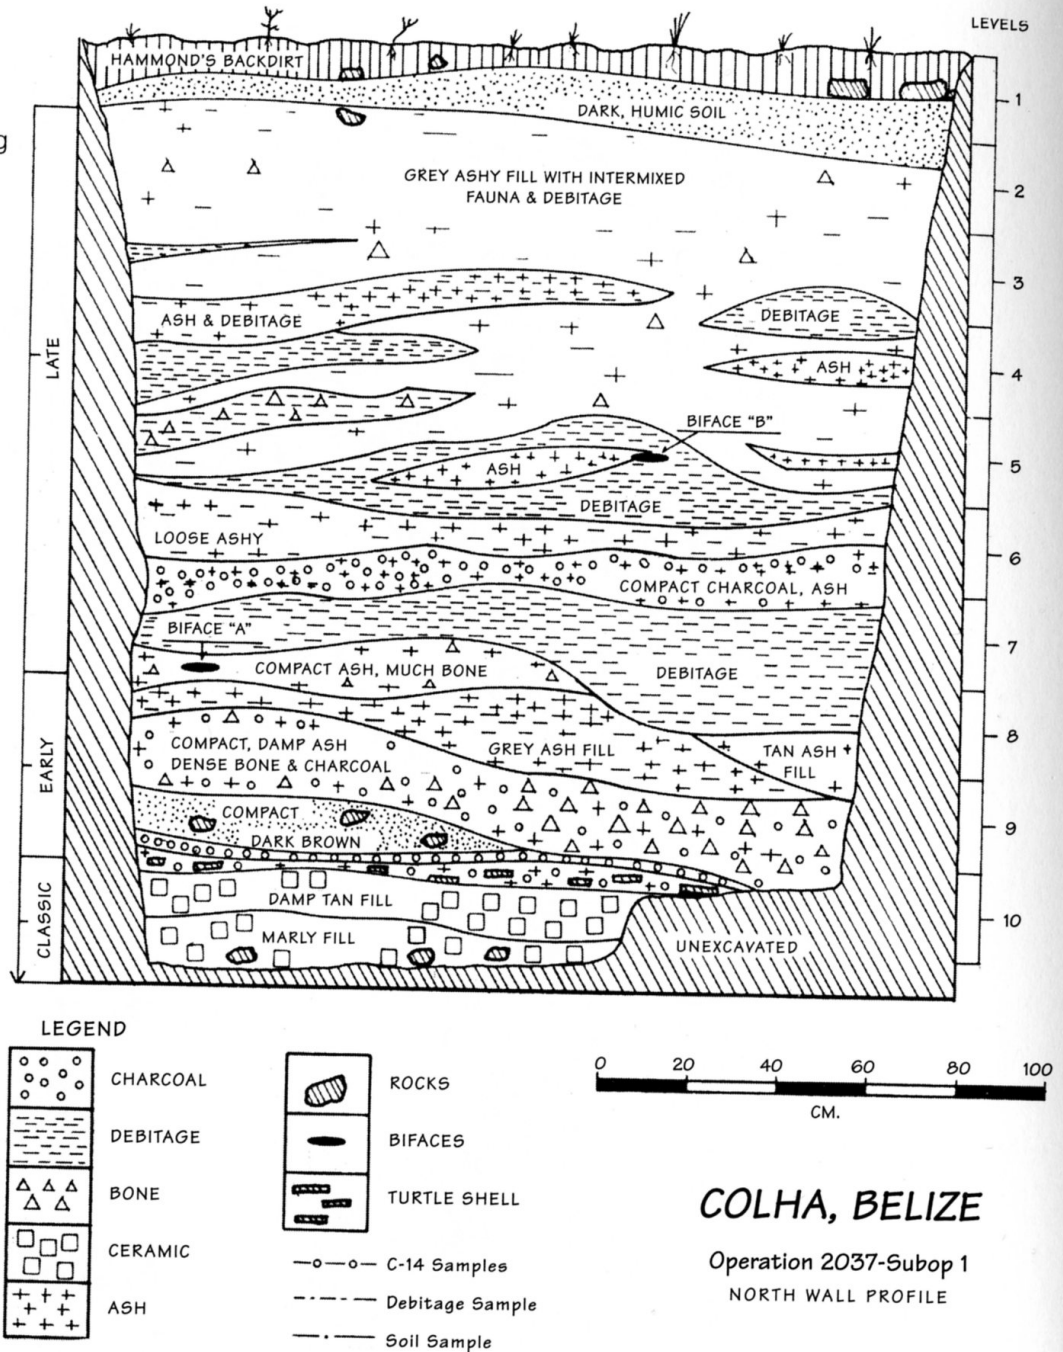 LEVELS
HAMMOND'S BACKDIRT
DARK, HUMIC SOIL
GREY ASHY FILL WITH INTERMIXED
FAUNA & DEBITAGE
ASH & DEBITAGE
DEBITAGE
ASH
BIFACE "B"
ASH
DEBITAGE
LOOSE ASHY
COMPACT CHARCOAL, ASH
BIFACE "A"
COMPACT ASH, MUCH BONE
DEBITAGE
COMPACT, DAMP ASH
DENSE BONE & CHARCOAL
GREY ASH FILL
TAN ASH
FILL
COMPACT
DARK BROWN
DAMP TAN FILL
MARLY FILL
UNEXCAVATED
LATE
EARLY
CLASSIC
1
2
3
4
5
6
7
8
9
10
g
LEGEND
CHARCOAL
DEBITAGE
BONE
CERAMIC
ASH
ROCKS
BIFACES
TURTLE SHELL
C-14 Samples
Debitage Sample
Soil Sample
0 20 40 60 80 100
CM.
COLHA, BELIZE
Operation 2037-Subop 1
NORTH WALL PROFILE